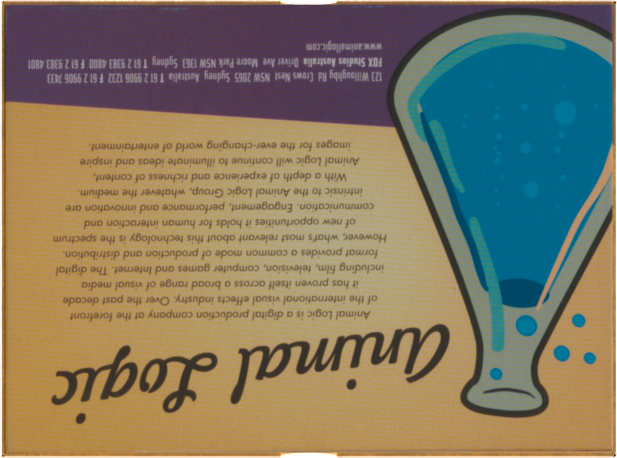 Animal Logic
Animal Logic is a digital production company at the forefront
of the international visual effects industry. Over the past decade
it has proven itself across a broad range of visual media
including film, television, computer games and Internet. The digital
format provides a common mode of production and distribution.
However, what's most relevant about this technology is the spectrum
of new opportunities it holds for human interaction and
communication. Engagement, performance and innovation are
intrinsic to the Animal Logic Group, whatever the medium.
With a depth of experience and richness of content,
Animal Logic will continue to illuminate ideas and inspire
images for the ever-changing world of entertainment.
123 Willoughby Rd Crows Nest NSW 2065 Sydney Australia T 61 2 9906 1232 F 61 2 9906 7433
FOX Studios Australia Driver Ave Moore Park NSW 1363 Sydney T 61 2 9383 4800 F 61 2 9383 4801
www.animallogic.com